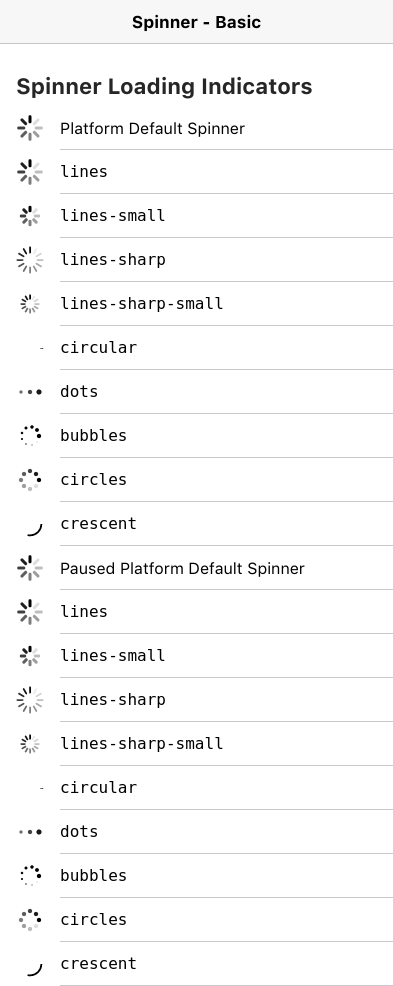 Spinner - Basic
Spinner Loading Indicators
Platform Default Spinner
lines
lines-small
lines-sharp
lines-sharp-small
circular
dots
bubbles
circles
crescent
Paused Platform Default Spinner
lines
lines-small
lines-sharp
lines-sharp-small
circular
dots
bubbles
circles
crescent